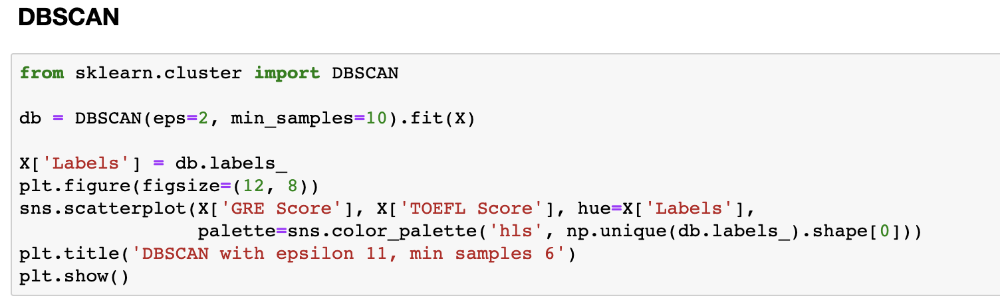 DBSCAN
from sklearn.cluster import DBSCAN
db = DBSCAN(eps=2, min_samples=10).fit(X)
X['Labels'] = db.labels_
plt.figure(figsize=(12, 8))
sns.scatterplot(X['GRE Score'], X['TOEFL Score'], hue=X['Labels'],
palette=sns.color_palette('hls', np.unique(db.labels_).shape[0]))
plt.title('DBSCAN with epsilon 11, min samples 6')
plt.show()